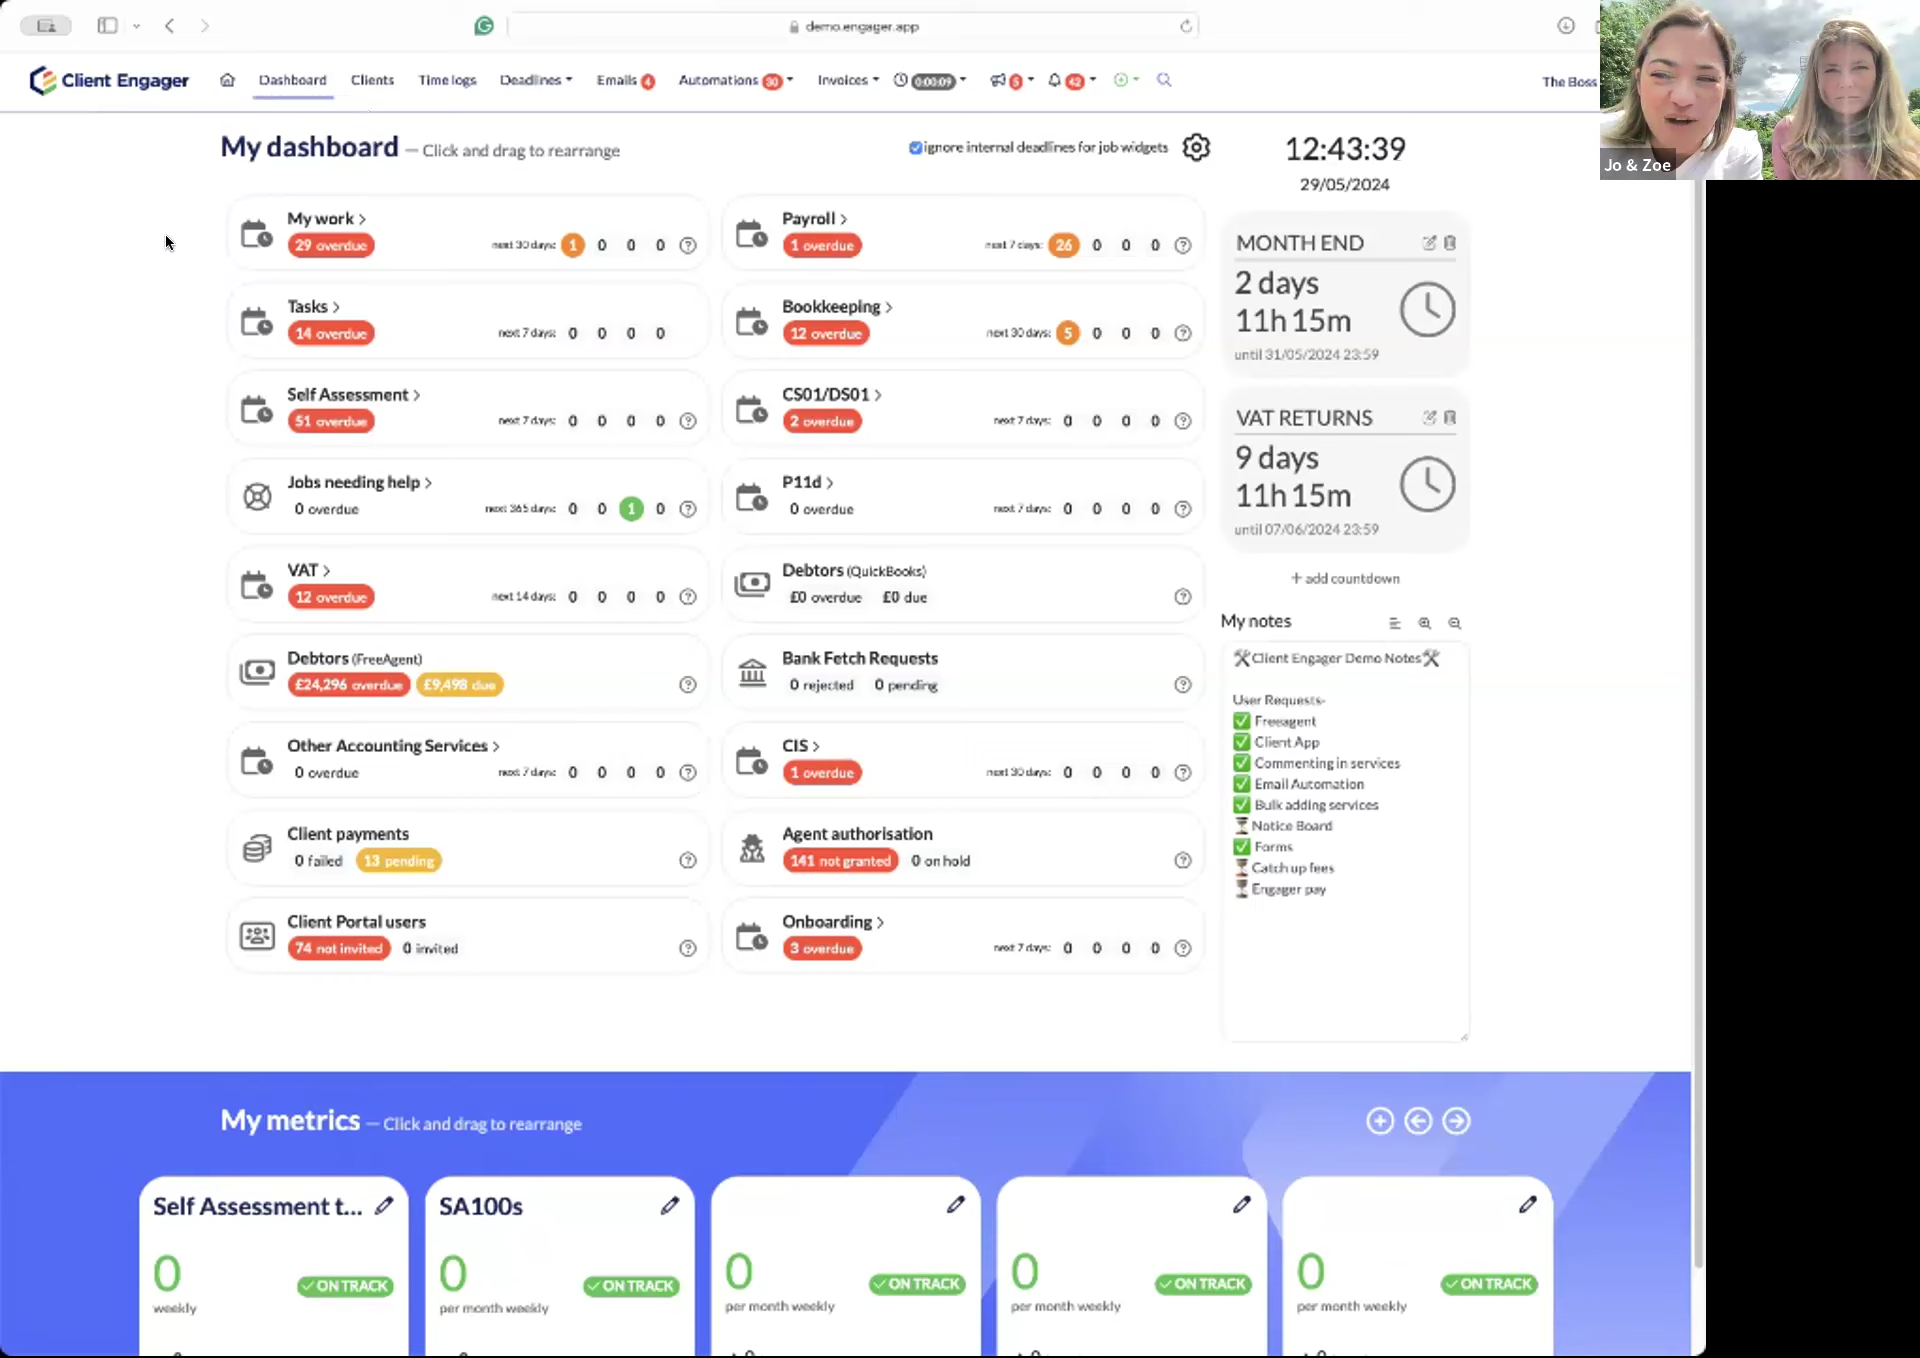 demo.engager.app
Client Engager Dashboard Clients Time logs Deadlines Emails 4 Automations 30 Invoices 0:00:09 5 42 The Boss
Jo & Zoe
My dashboard — Click and drag to rearrange
ignore internal deadlines for job widgets
12:43:39
29/05/2024
My work >
29 overdue next 30 days: 1 0 0 0 ?
Payroll >
1 overdue next 7 days: 26 0 0 0 ?
Tasks >
14 overdue next 7 days: 0 0 0 0
Bookkeeping >
12 overdue next 30 days: 5 0 0 0 ?
Self Assessment >
51 overdue next 7 days: 0 0 0 0 ?
CS01/DS01 >
2 overdue next 7 days: 0 0 0 0 ?
Jobs needing help >
0 overdue next 365 days: 0 0 1 0 ?
P11d >
0 overdue next 7 days: 0 0 0 0 ?
VAT >
12 overdue next 14 days: 0 0 0 0 ?
Debtors (QuickBooks)
£0 overdue £0 due ?
Debtors (FreeAgent)
£24,296 overdue £9,498 due ?
Bank Fetch Requests
0 rejected 0 pending ?
Other Accounting Services >
0 overdue next 7 days: 0 0 0 0 ?
CIS >
1 overdue next 30 days: 0 0 0 0 ?
Client payments
0 failed 13 pending ?
Agent authorisation
141 not granted 0 on hold ?
Client Portal users
74 not invited 0 invited ?
Onboarding >
3 overdue next 7 days: 0 0 0 0 ?
MONTH END
2 days
11h 15m
until 31/05/2024 23:59
VAT RETURNS
9 days
11h 15m
until 07/06/2024 23:59
+ add countdown
My notes
🛠Client Engager Demo Notes🛠
User Requests-
✅ Freeagent
✅ Client App
✅ Commenting in services
✅ Email Automation
✅ Bulk adding services
⏳ Notice Board
✅ Forms
⏳ Catch up fees
⏳ Engager pay
My metrics — Click and drag to rearrange
Self Assessment t...
0 ✓ ON TRACK
weekly
SA100s
0 ✓ ON TRACK
per month weekly
0 ✓ ON TRACK
per month weekly
0 ✓ ON TRACK
per month weekly
0 ✓ ON TRACK
per month weekly